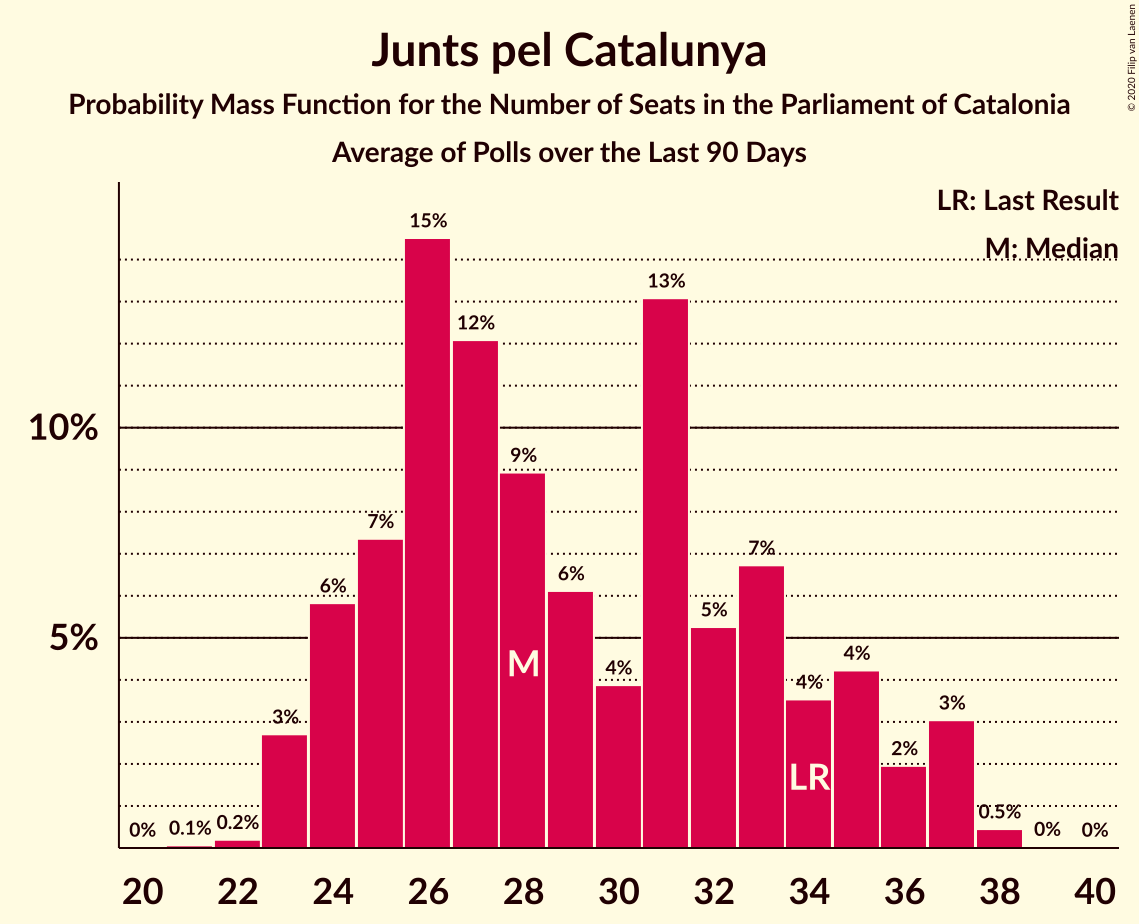 Junts pel Catalunya
Probability Mass Function for the Number of Seats in the Parliament of Catalonia
Average of Polls over the Last 90 Days
© 2020 Filip van Laenen
LR: Last Result
M: Median
15%
13%
12%
10%
9%
7%
7%
6%
6%
5%
5%
4%
4%
4%
3%
3%
2%
M
LR
0%
0.1%
0.2%
0.5%
0%
0%
20 22 24 26 28 30 32 34 36 38 40